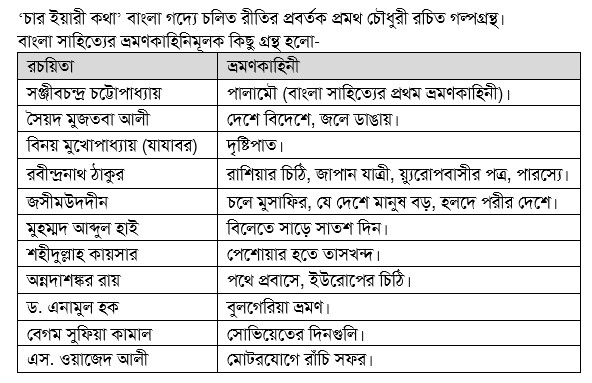 ‘চার ইয়ারী কথা’ বাংলা গদ্যে চলিত রীতির প্রবর্তক প্রমথ চৌধুরী রচিত গল্পগ্রন্থ।
বাংলা সাহিত্যের ভ্রমণকাহিনিমূলক কিছু গ্রন্থ হলো-
রচয়িতা ভ্রমণকাহিনী
সঞ্জীবচন্দ্র চট্টোপাধ্যায় পালামৌ (বাংলা সাহিত্যের প্রথম ভ্রমণকাহিনী)।
সৈয়দ মুজতবা আলী দেশে বিদেশে, জলে ডাঙায়।
বিনয় মুখোপাধ্যায় (যাযাবর) দৃষ্টিপাত।
রবীন্দ্রনাথ ঠাকুর রাশিয়ার চিঠি, জাপান যাত্রী, য়্যুরোপবাসীর পত্র, পারস্যে।
জসীমউদদীন চলে মুসাফির, যে দেশে মানুষ বড়, হলদে পরীর দেশে।
মুহম্মদ আব্দুল হাই বিলেতে সাড়ে সাতশ দিন।
শহীদুল্লাহ কায়সার পেশোয়ার হতে তাসখন্দ।
অন্নদাশঙ্কর রায় পথে প্রবাসে, ইউরোপের চিঠি।
ড. এনামুল হক বুলগেরিয়া ভ্রমণ।
বেগম সুফিয়া কামাল সোভিয়েতের দিনগুলি।
এস. ওয়াজেদ আলী মোটরযোগে রাঁচি সফর।